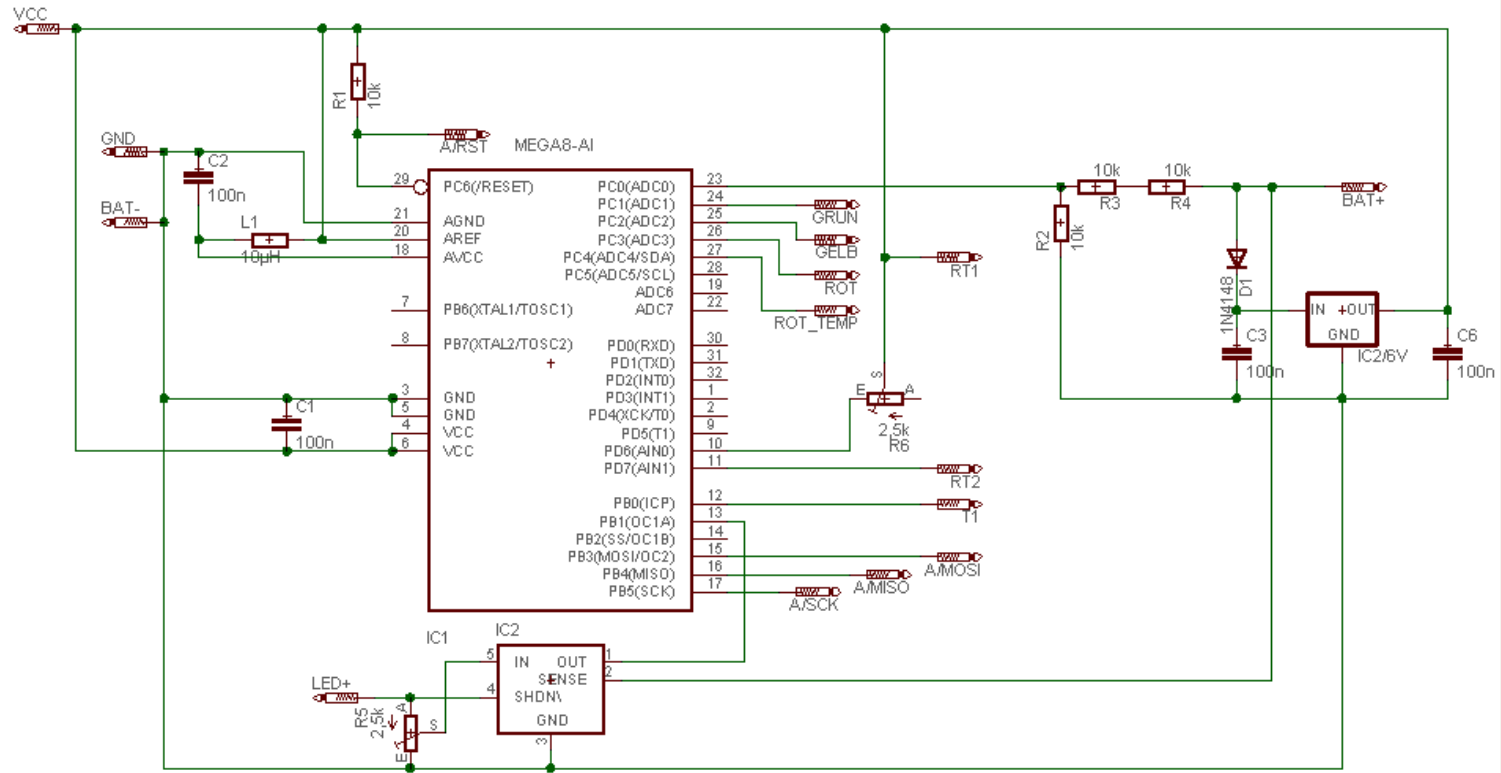 VCC
R1
10k
A/RST
MEGA8-AI
GND
C2
100n
BAT-
L1
10µH
29
PC6(/RESET)
21
AGND
20
AREF
18
AVCC
7
PB6(XTAL1/TOSC1)
8
PB7(XTAL2/TOSC2)
3
GND
5
GND
4
VCC
6
VCC
C1
100n
PC0(ADC0)
23
PC1(ADC1)
24
PC2(ADC2)
25
PC3(ADC3)
26
PC4(ADC4/SDA)
27
PC5(ADC5/SCL)
28
ADC6
19
ADC7
22
PD0(RXD)
30
PD1(TXD)
31
PD2(INT0)
32
PD3(INT1)
1
PD4(XCK/T0)
2
PD5(T1)
9
PD6(AIN0)
10
PD7(AIN1)
11
PB0(ICP)
12
PB1(OC1A)
13
PB2(SS/OC1B)
14
PB3(MOSI/OC2)
15
PB4(MISO)
16
PB5(SCK)
17
GRUN
GELB
ROT
ROT_TEMP
RT1
S
E
A
2,5k
R6
RT2
T1
A/MOSI
A/MISO
A/SCK
10k
R3
10k
R4
BAT+
R2
10k
1N4148
D1
IN
OUT
GND
IC2/6V
C3
100n
C6
100n
IC1
IC2
5
IN
OUT
1
SENSE
2
4
SHDN\
GND
3
LED+
R5
2,5k
A
S
E